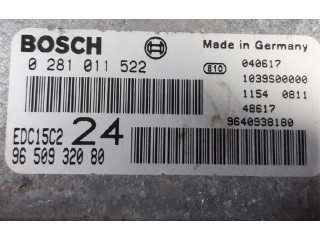 BOSCH
Made in Germany
0 281 011 522
810
040617
1039S00000
1154 0811
48617
9640938180
EDC15C2 24
96 509 320 80